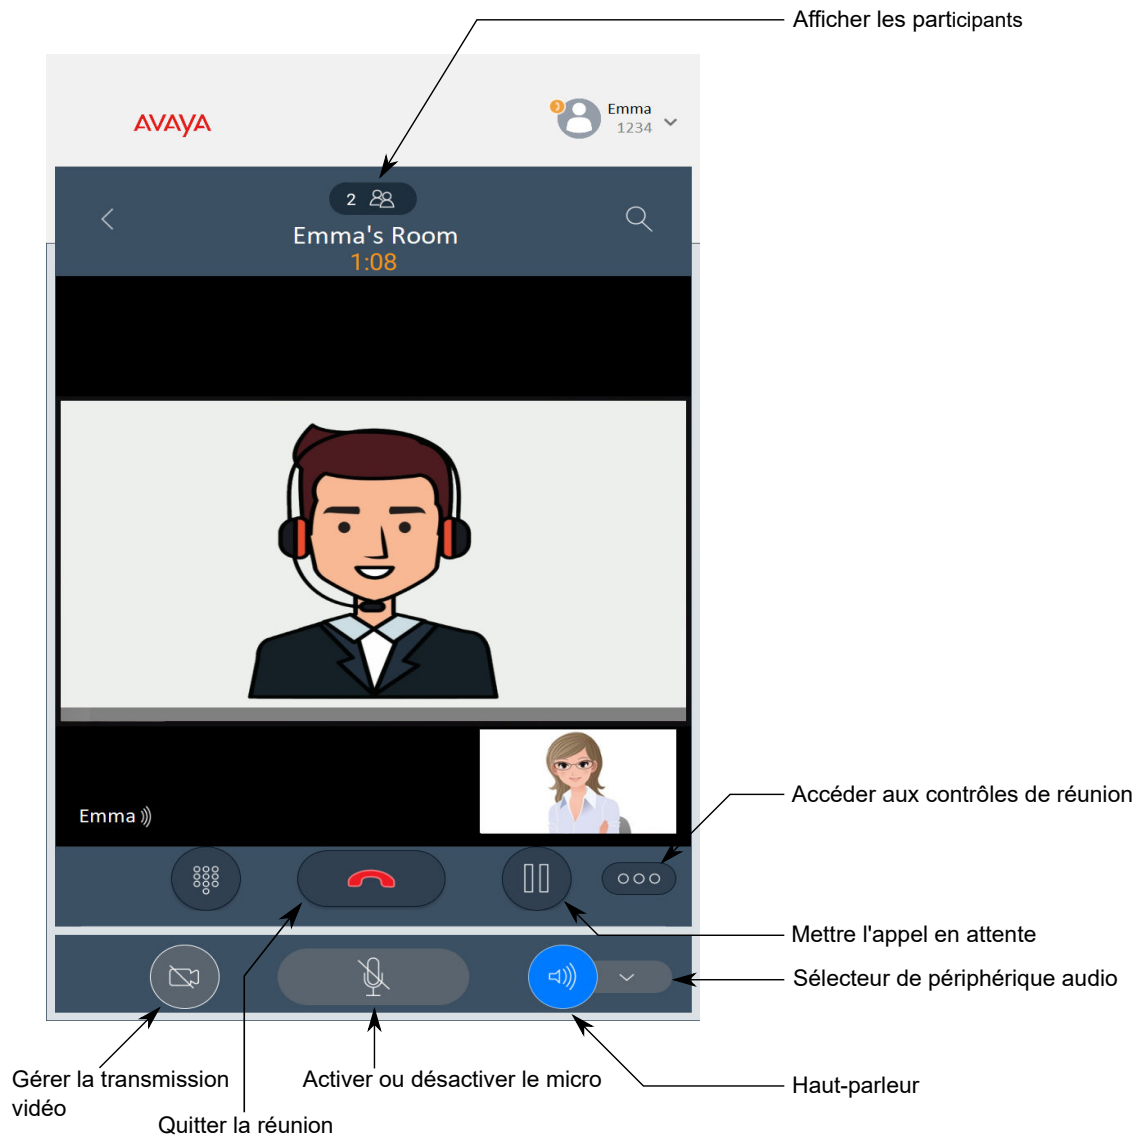 Afficher les participants
AVAYA
Emma
1234
2
Emma's Room
1:08
Emma
Accéder aux contrôles de réunion
Mettre l'appel en attente
Sélecteur de périphérique audio
Gérer la transmission
vidéo
Activer ou désactiver le micro
Haut-parleur
Quitter la réunion